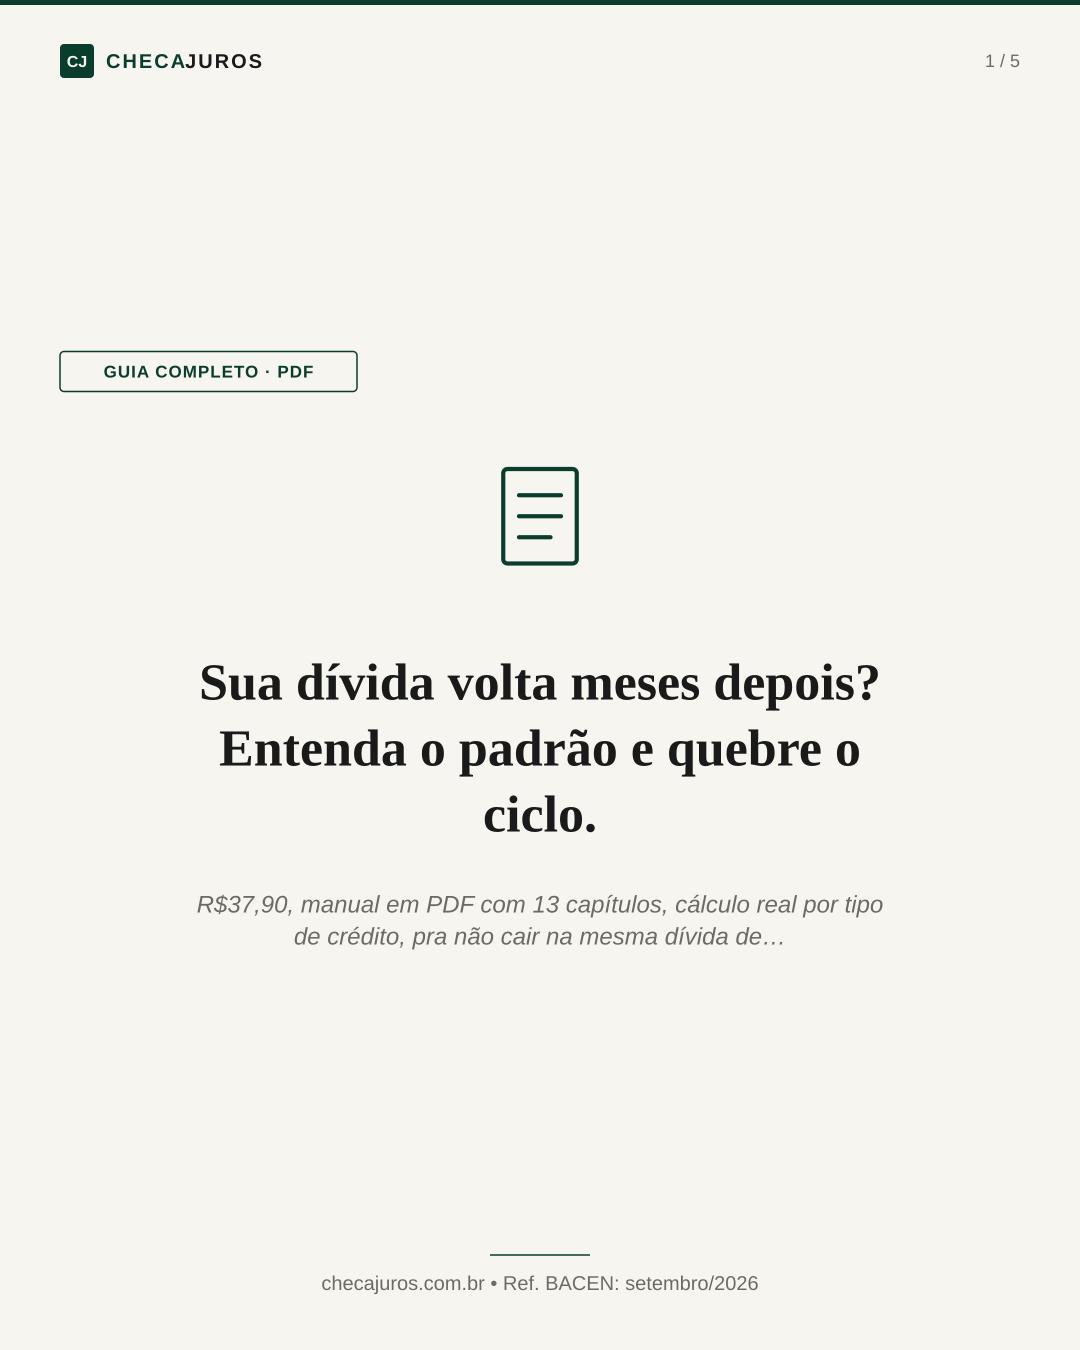 CJ CHECAJUROS
1 / 5
GUIA COMPLETO · PDF
Sua dívida volta meses depois?
Entenda o padrão e quebre o
ciclo.
R$37,90, manual em PDF com 13 capítulos, cálculo real por tipo
de crédito, pra não cair na mesma dívida de…
checajuros.com.br • Ref. BACEN: setembro/2026